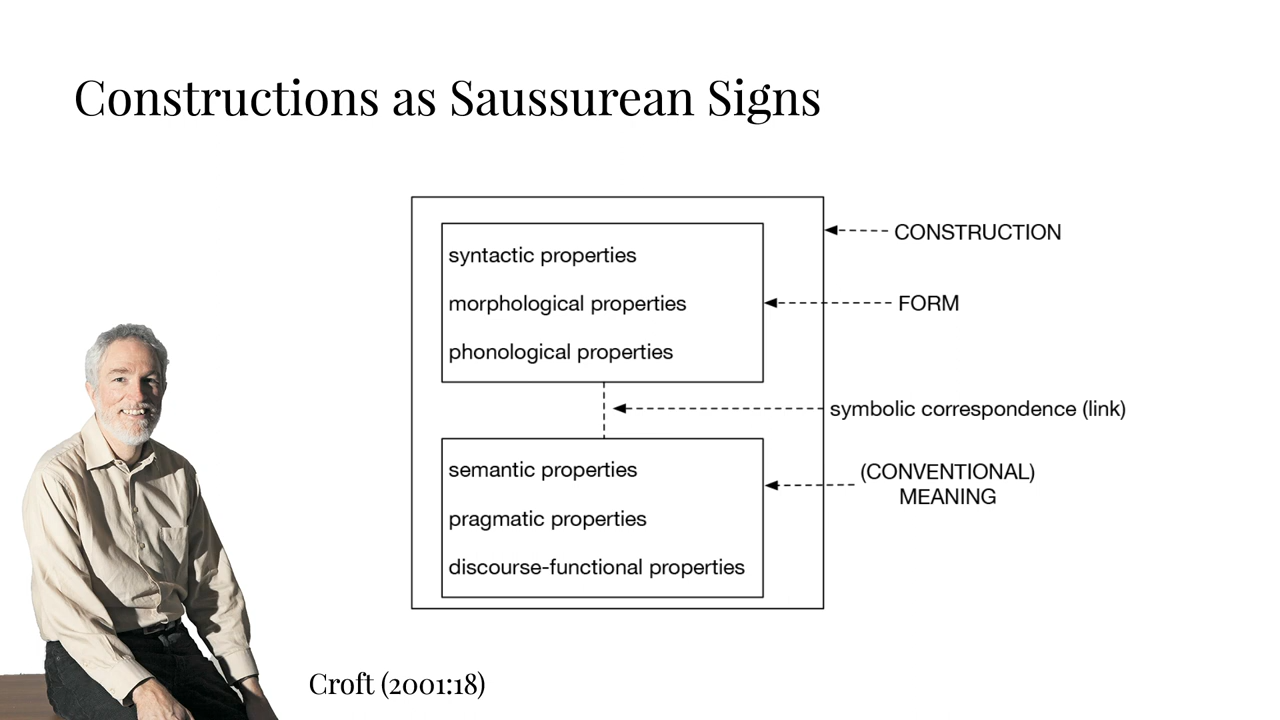 Constructions as Saussurean Signs
syntactic properties
morphological properties
phonological properties
semantic properties
pragmatic properties
discourse-functional properties
CONSTRUCTION
FORM
symbolic correspondence (link)
(CONVENTIONAL)
MEANING
Croft (2001:18)